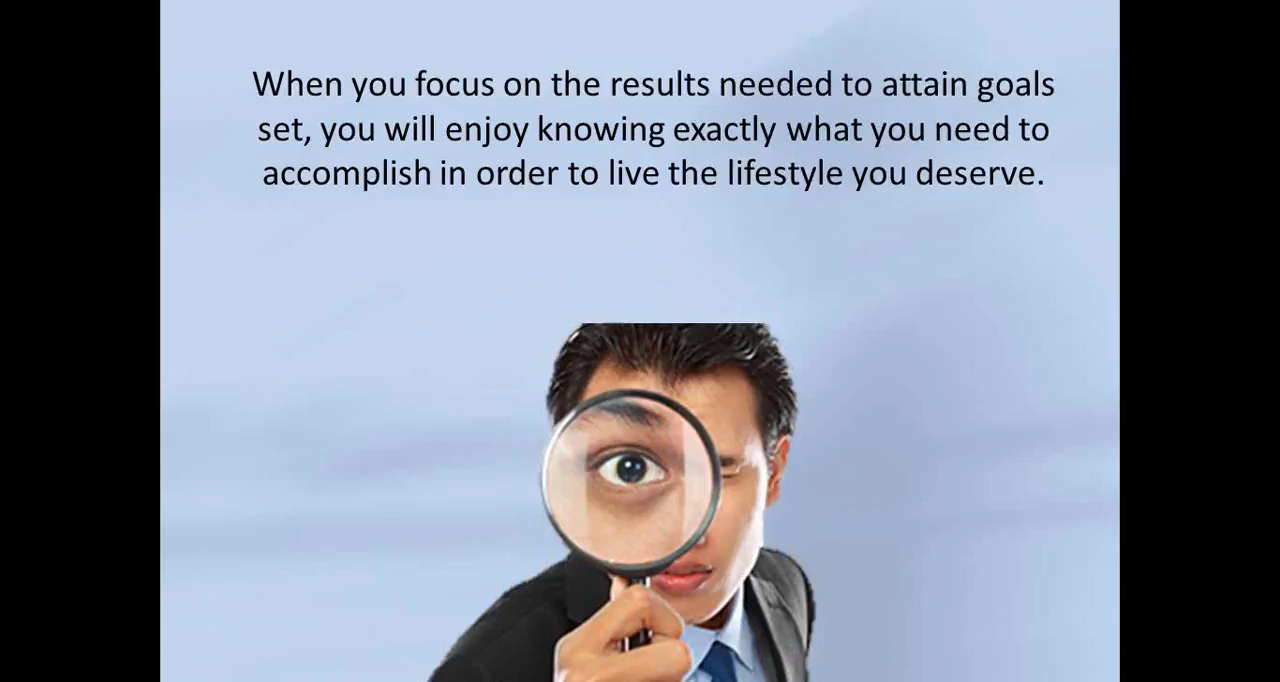 When you focus on the results needed to attain goals
set, you will enjoy knowing exactly what you need to
accomplish in order to live the lifestyle you deserve.